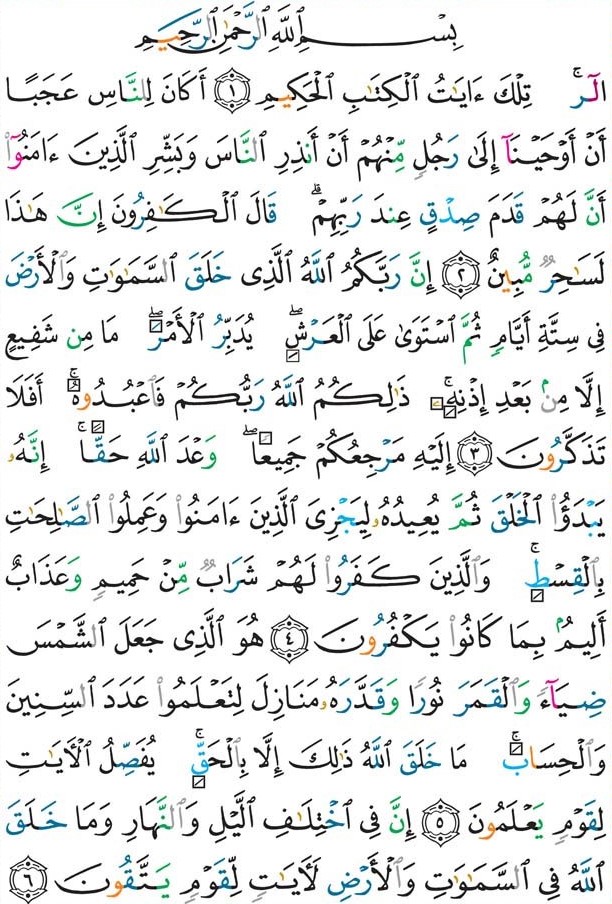 بِسْمِ ٱللَّهِ ٱلرَّحْمَٰنِ ٱلرَّحِيمِ
الٓر ۚ تِلْكَ ءَايَٰتُ ٱلْكِتَٰبِ ٱلْحَكِيمِ ١ أَكَانَ لِلنَّاسِ عَجَبًا
أَنْ أَوْحَيْنَآ إِلَىٰ رَجُلٍ مِّنْهُمْ أَنْ أَنذِرِ ٱلنَّاسَ وَبَشِّرِ ٱلَّذِينَ ءَامَنُوٓا۟
أَنَّ لَهُمْ قَدَمَ صِدْقٍ عِندَ رَبِّهِمْ ۗ قَالَ ٱلْكَٰفِرُونَ إِنَّ هَٰذَا
لَسَٰحِرٌ مُّبِينٌ ٢ إِنَّ رَبَّكُمُ ٱللَّهُ ٱلَّذِى خَلَقَ ٱلسَّمَٰوَٰتِ وَٱلْأَرْضَ
فِى سِتَّةِ أَيَّامٍ ثُمَّ ٱسْتَوَىٰ عَلَى ٱلْعَرْشِ ۖ يُدَبِّرُ ٱلْأَمْرَ ۖ مَا مِن شَفِيعٍ
إِلَّا مِنۢ بَعْدِ إِذْنِهِۦ ۚ ذَٰلِكُمُ ٱللَّهُ رَبُّكُمْ فَٱعْبُدُوهُ ۚ أَفَلَا
تَذَكَّرُونَ ٣ إِلَيْهِ مَرْجِعُكُمْ جَمِيعًا ۖ وَعْدَ ٱللَّهِ حَقًّا ۚ إِنَّهُۥ
يَبْدَؤُا۟ ٱلْخَلْقَ ثُمَّ يُعِيدُهُۥ لِيَجْزِىَ ٱلَّذِينَ ءَامَنُوا۟ وَعَمِلُوا۟ ٱلصَّٰلِحَٰتِ
بِٱلْقِسْطِ ۚ وَٱلَّذِينَ كَفَرُوا۟ لَهُمْ شَرَابٌ مِّنْ حَمِيمٍ وَعَذَابٌ
أَلِيمٌۢ بِمَا كَانُوا۟ يَكْفُرُونَ ٤ هُوَ ٱلَّذِى جَعَلَ ٱلشَّمْسَ
ضِيَآءً وَٱلْقَمَرَ نُورًا وَقَدَّرَهُۥ مَنَازِلَ لِتَعْلَمُوا۟ عَدَدَ ٱلسِّنِينَ
وَٱلْحِسَابَ ۚ مَا خَلَقَ ٱللَّهُ ذَٰلِكَ إِلَّا بِٱلْحَقِّ ۚ يُفَصِّلُ ٱلْءَايَٰتِ
لِقَوْمٍ يَعْلَمُونَ ٥ إِنَّ فِى ٱخْتِلَٰفِ ٱلَّيْلِ وَٱلنَّهَارِ وَمَا خَلَقَ
ٱللَّهُ فِى ٱلسَّمَٰوَٰتِ وَٱلْأَرْضِ لَءَايَٰتٍ لِّقَوْمٍ يَتَّقُونَ ٦